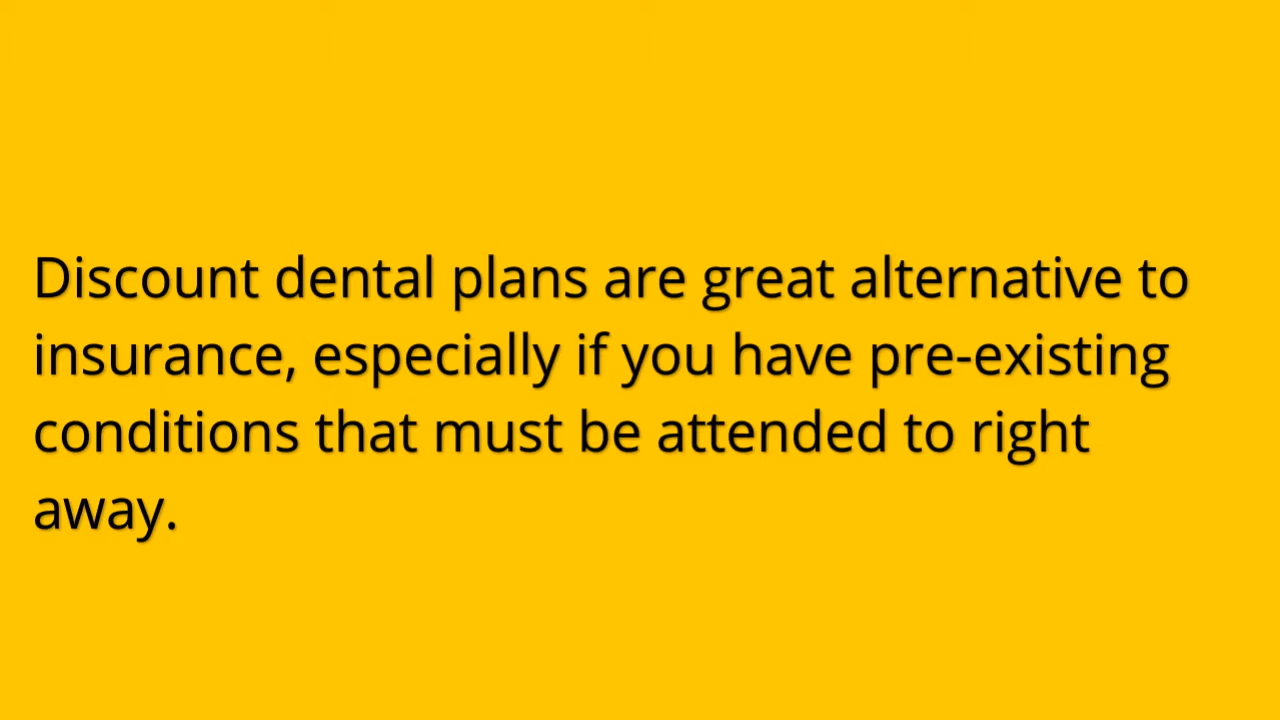 Discount dental plans are great alternative to
insurance, especially if you have pre-existing
conditions that must be attended to right
away.